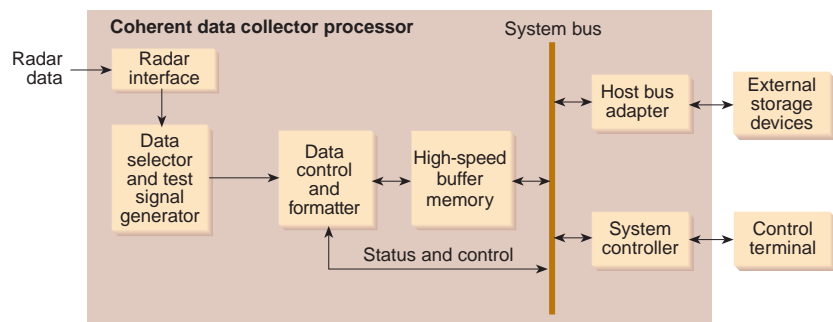 Coherent data collector processor
System bus
Radar
data
Radar
interface
Data
selector
and test
signal
generator
Data
control
and
formatter
High-speed
buffer
memory
Status and control
Host bus
adapter
External
storage
devices
System
controller
Control
terminal